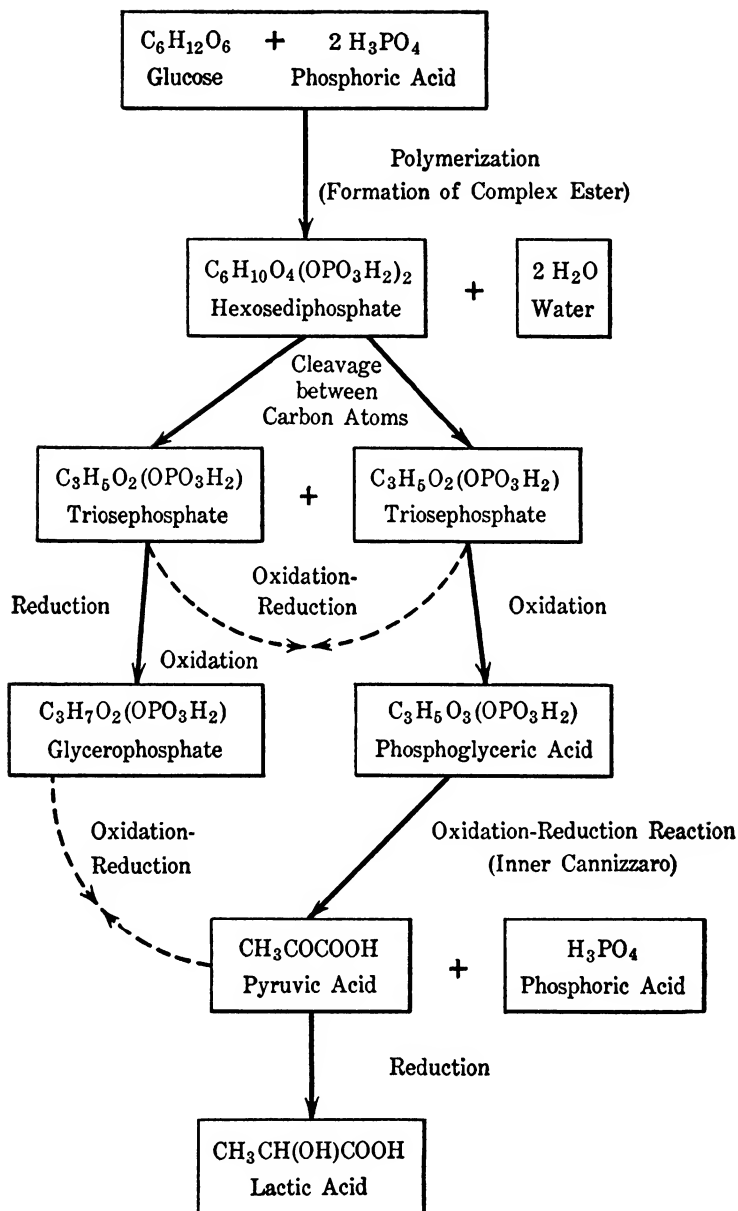 C₆H₁₂O₆ + 2 H₃PO₄
Glucose Phosphoric Acid
Polymerization
(Formation of Complex Ester)
C₆H₁₀O₄(OPO₃H₂)₂ + 2 H₂O
Hexosediphosphate Water
Cleavage
between
Carbon Atoms
C₃H₅O₂(OPO₃H₂) + C₃H₅O₂(OPO₃H₂)
Triosephosphate Triosephosphate
Reduction Oxidation-
Reduction Oxidation
Oxidation
C₃H₇O₂(OPO₃H₂) C₃H₅O₃(OPO₃H₂)
Glycerophosphate Phosphoglyceric Acid
Oxidation-
Reduction
Oxidation-Reduction Reaction
(Inner Cannizzaro)
CH₃COCOOH + H₃PO₄
Pyruvic Acid Phosphoric Acid
Reduction
CH₃CH(OH)COOH
Lactic Acid